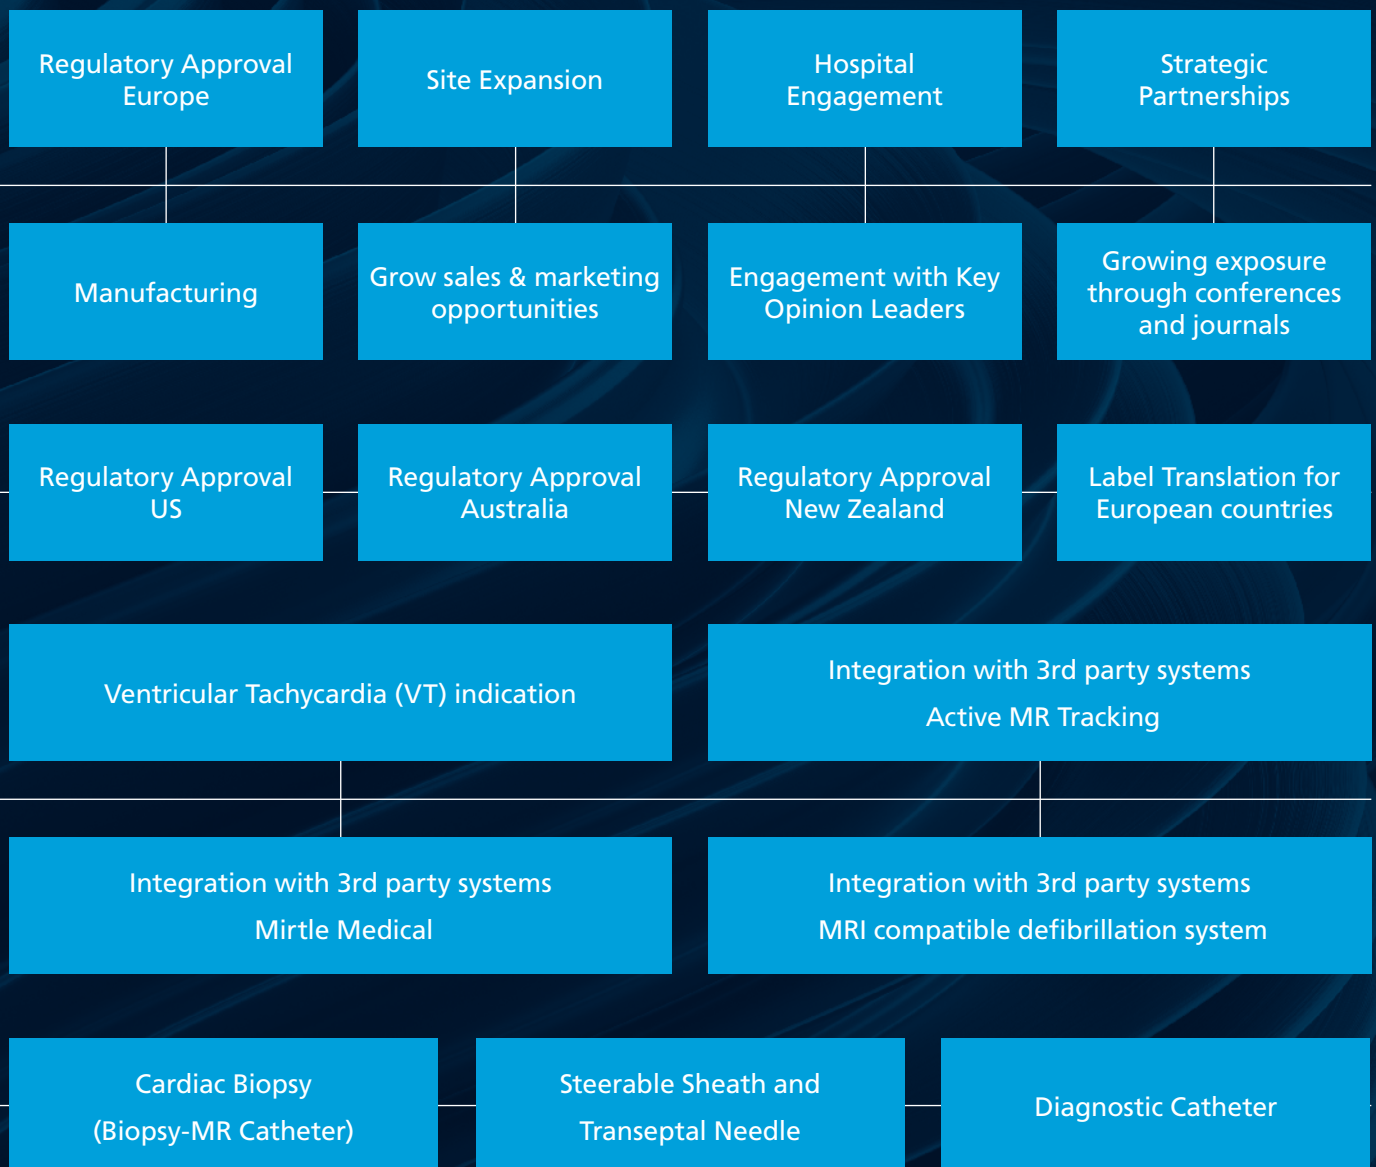 Regulatory Approval
Europe
Site Expansion
Hospital
Engagement
Strategic
Partnerships
Manufacturing
Grow sales & marketing
opportunities
Engagement with Key
Opinion Leaders
Growing exposure
through conferences
and journals
Regulatory Approval
US
Regulatory Approval
Australia
Regulatory Approval
New Zealand
Label Translation for
European countries
Ventricular Tachycardia (VT) indication
Integration with 3rd party systems
Active MR Tracking
Integration with 3rd party systems
Mirtle Medical
Integration with 3rd party systems
MRI compatible defibrillation system
Cardiac Biopsy
(Biopsy-MR Catheter)
Steerable Sheath and
Transeptal Needle
Diagnostic Catheter